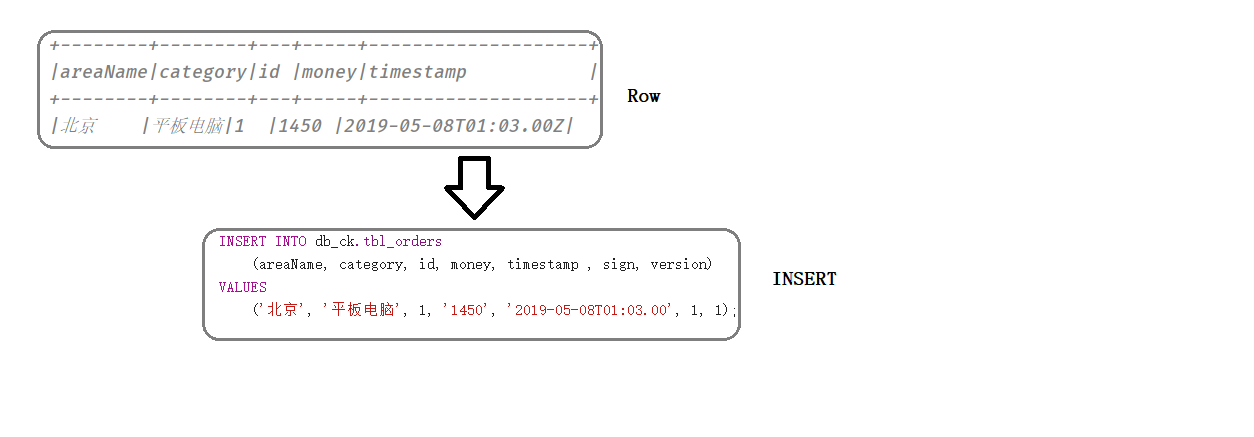 +--------+--------+---+-----+--------------------+
|areaName|category|id |money|timestamp           |
+--------+--------+---+-----+--------------------+
|北京    |平板电脑|1  |1450 |2019-05-08T01:03.00Z|
Row
INSERT INTO db_ck.tbl_orders
    (areaName, category, id, money, timestamp , sign, version)
VALUES
    ('北京', '平板电脑', 1, '1450', '2019-05-08T01:03.00', 1, 1);
INSERT